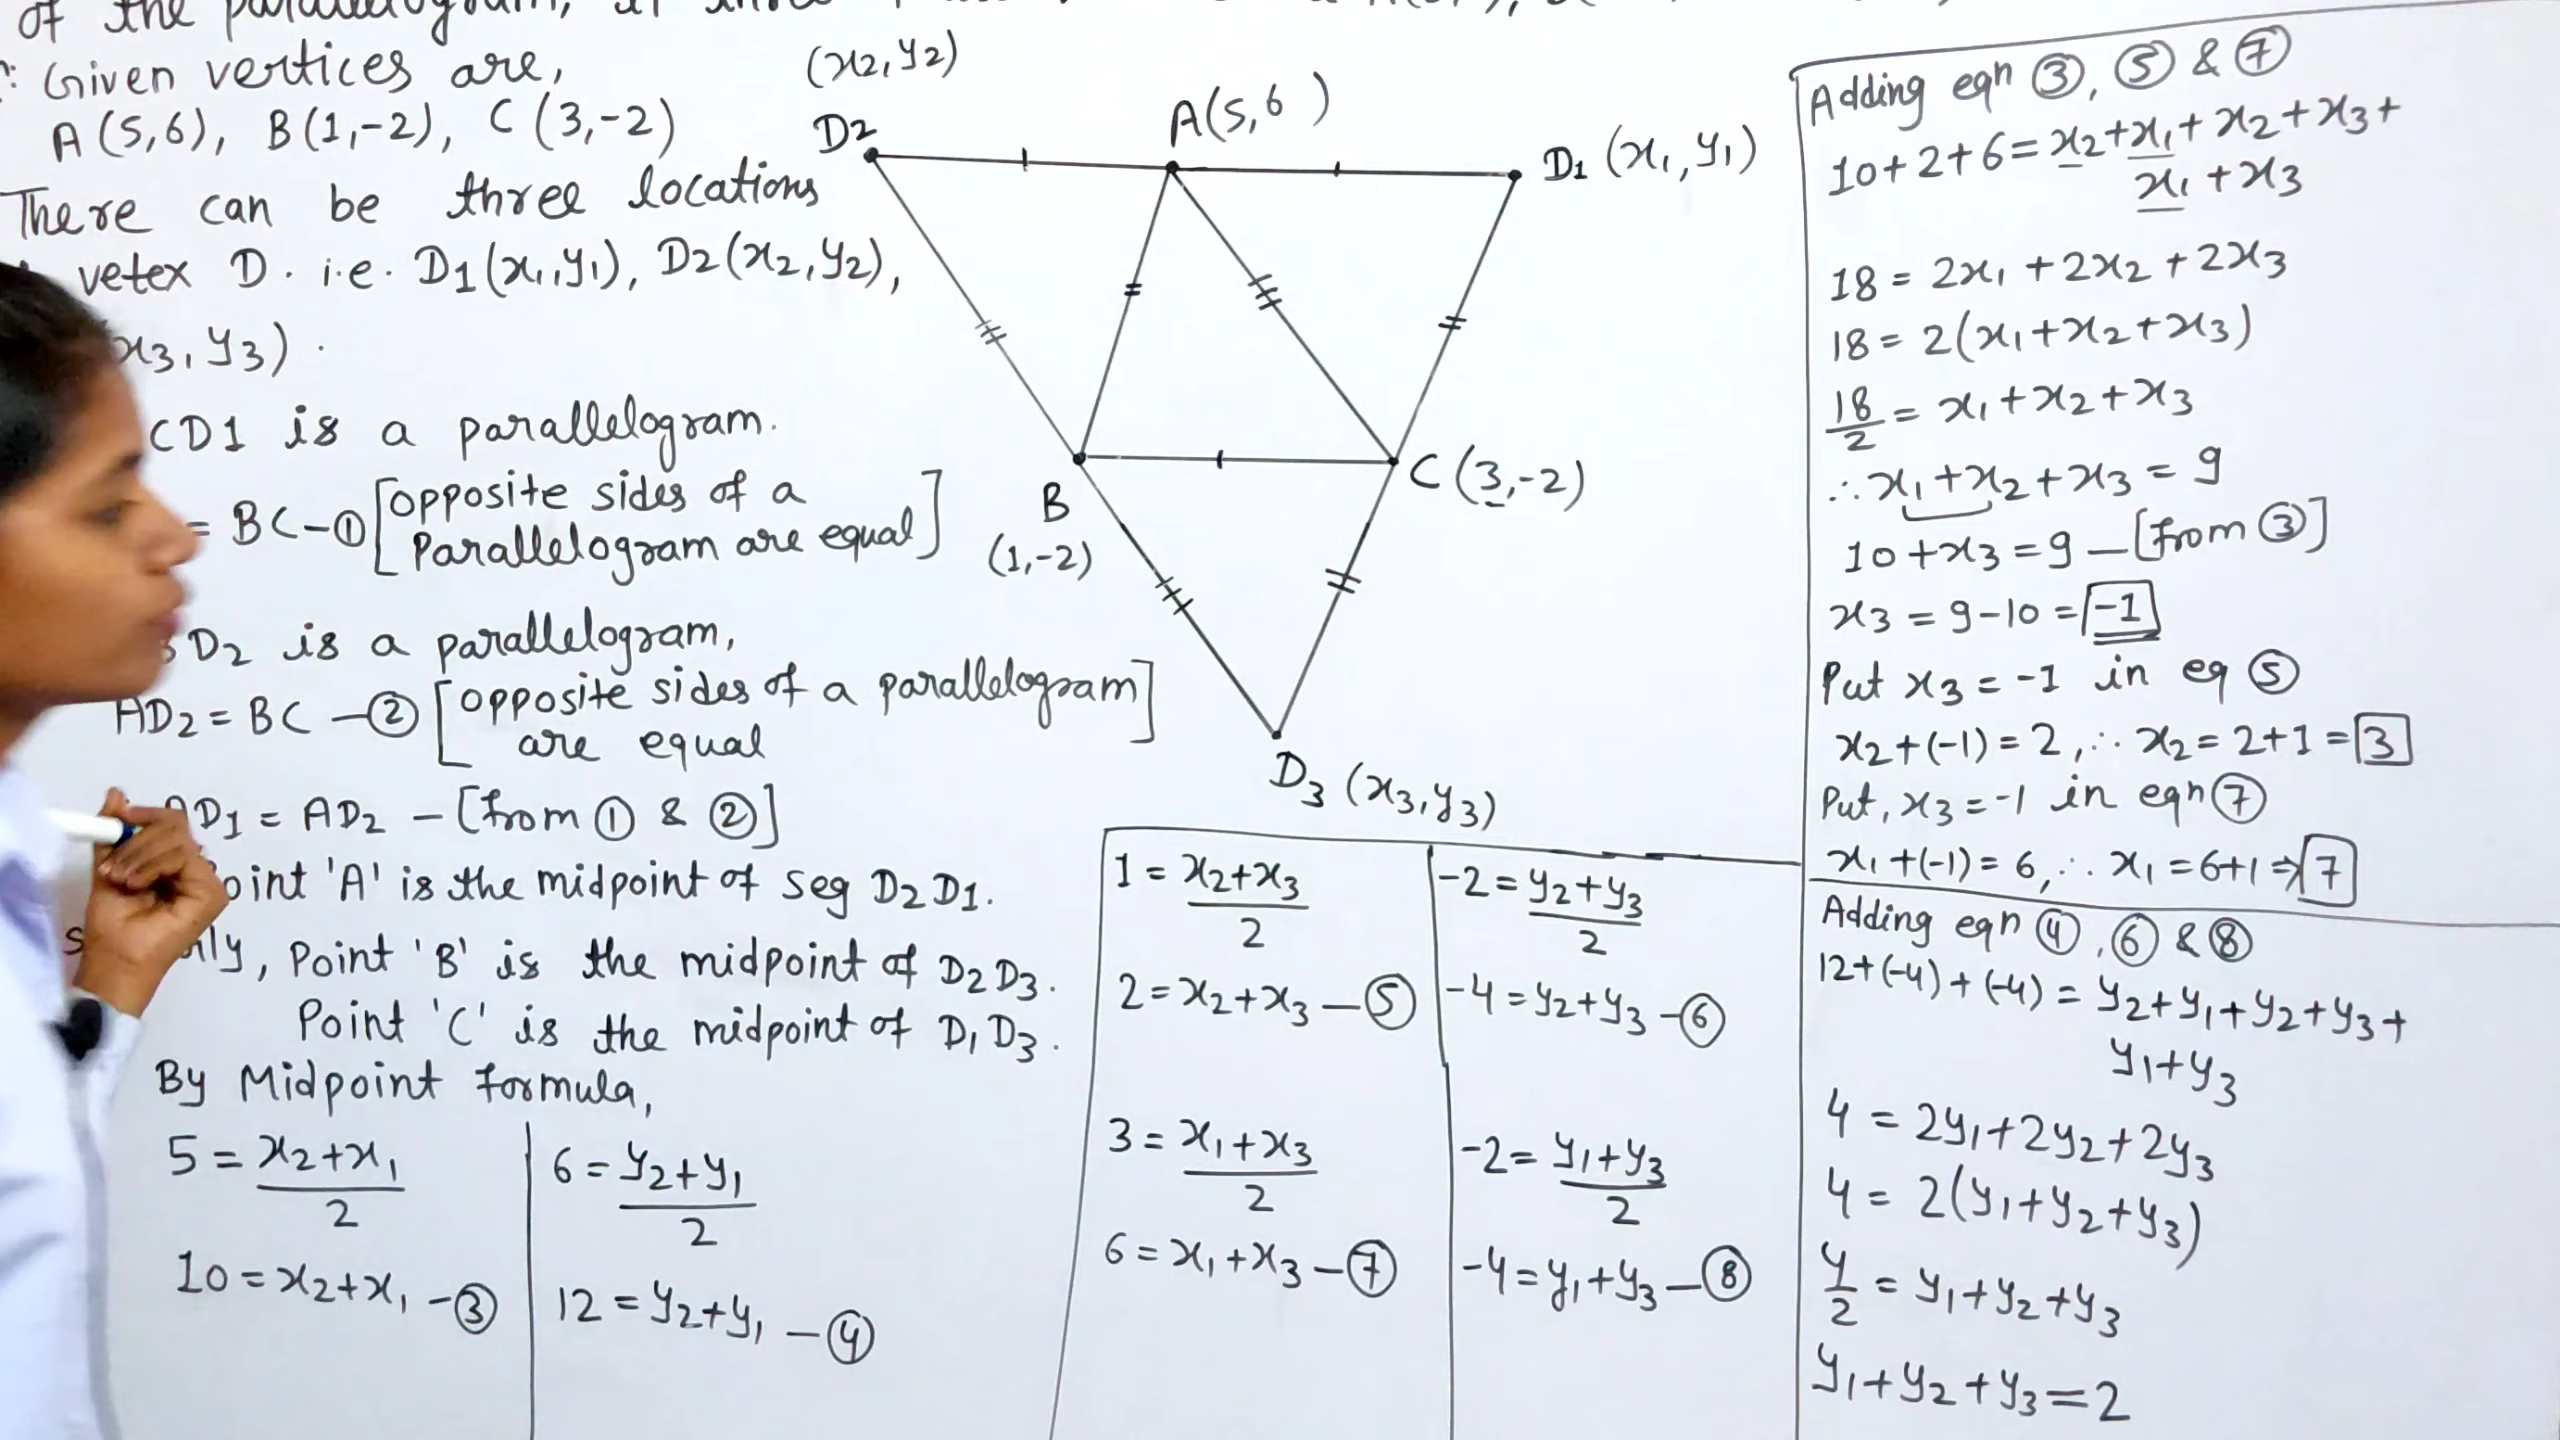 of the parallelogram,
Given vertices are,
A(5,6), B(1,-2), C(3,-2)
There can be three locations
vetex D. i.e. D1(x₁,y₁), D2(x₂,y₂),
x₃,y₃).
CD1 is a parallelogram.
= BC-① [opposite sides of a
Parallelogram are equal]
D₂ is a parallelogram,
AD₂ = BC -② [opposite sides of a parallelogram]
are equal
AD₁ = AD₂ - [from ① & ②]
oint 'A' is the midpoint of seg D₂D₁.
lly, Point 'B' is the midpoint of D₂D₃.
Point 'C' is the midpoint of D₁D₃.
By Midpoint formula,
5 = x₂+x₁/2
10 = x₂+x₁ -③
6 = y₂+y₁/2
12 = y₂+y₁ -④
(x₂,y₂)
D₂
A(5,6 )
D₁ (x₁,y₁)
B
(1,-2)
C (3,-2)
D₃ (x₃,y₃)
1 = x₂+x₃/2
2 = x₂+x₃ -⑤
-2 = y₂+y₃/2
-4 = y₂+y₃ -⑥
3 = x₁+x₃/2
6 = x₁+x₃ -⑦
-2 = y₁+y₃/2
-4 = y₁+y₃ -⑧
Adding eqn ③, ⑤ & ⑦
10+2+6 = x₂+x₁+x₂+x₃+
x₁+x₃
18 = 2x₁+2x₂+2x₃
18 = 2(x₁+x₂+x₃)
18/2 = x₁+x₂+x₃
∴ x₁+x₂+x₃ = 9
10+x₃ = 9 - [from ③]
x₃ = 9-10 = -1
Put x₃ = -1 in eq ⑤
x₂+(-1) = 2, ∴ x₂ = 2+1 = 3
Put, x₃ = -1 in eqn ⑦
x₁+(-1) = 6, ∴ x₁ = 6+1 ⇒ 7
Adding eqn ④, ⑥ & ⑧
12+(-4)+(-4) = y₂+y₁+y₂+y₃+
y₁+y₃
4 = 2y₁+2y₂+2y₃
4 = 2(y₁+y₂+y₃)
4/2 = y₁+y₂+y₃
y₁+y₂+y₃ = 2